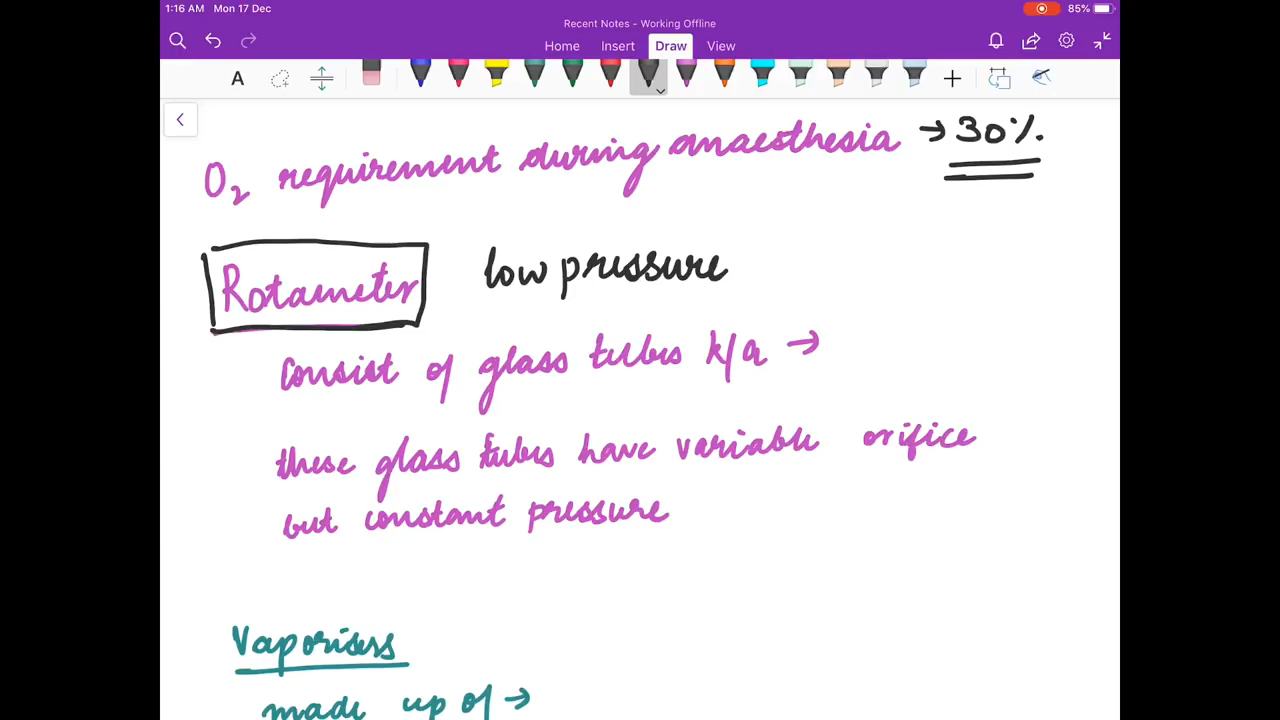 1:16 AM Mon 17 Dec
85%
Recent Notes - Working Offline
Home Insert Draw View
A
O2 requirement during anaesthesia → 30%.
Rotameter low pressure
Consist of glass tubes k/a →
these glass tubes have variable orifice
but constant pressure
Vaporisers
made up of →